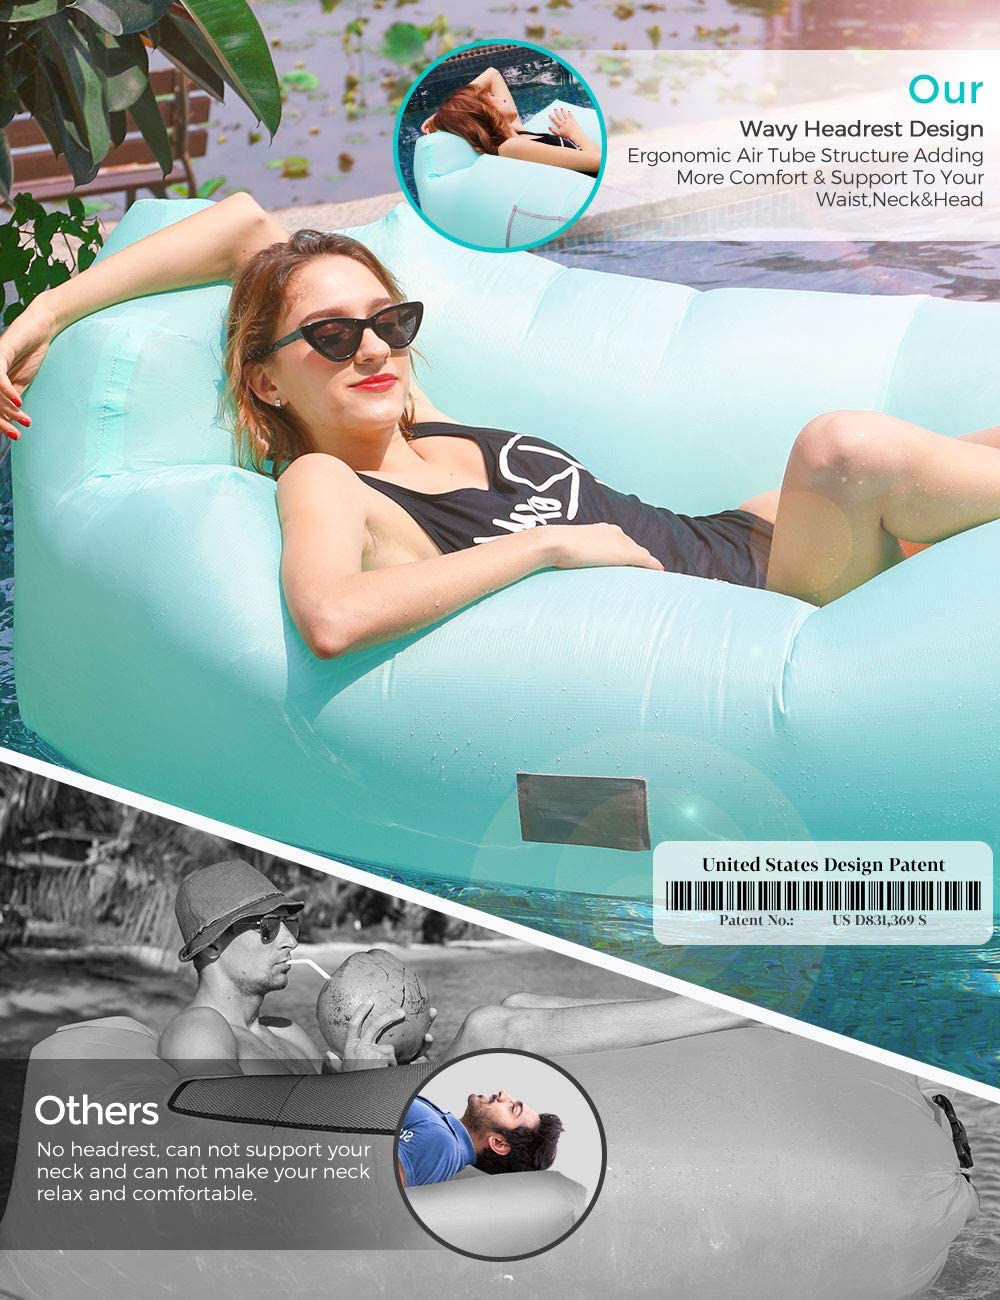 Our
Wavy Headrest Design
Ergonomic Air Tube Structure Adding
More Comfort & Support To Your
Waist,Neck&Head
United States Design Patent
Patent No.: US D831,369 S
Others
No headrest, can not support your
neck and can not make your neck
relax and comfortable.